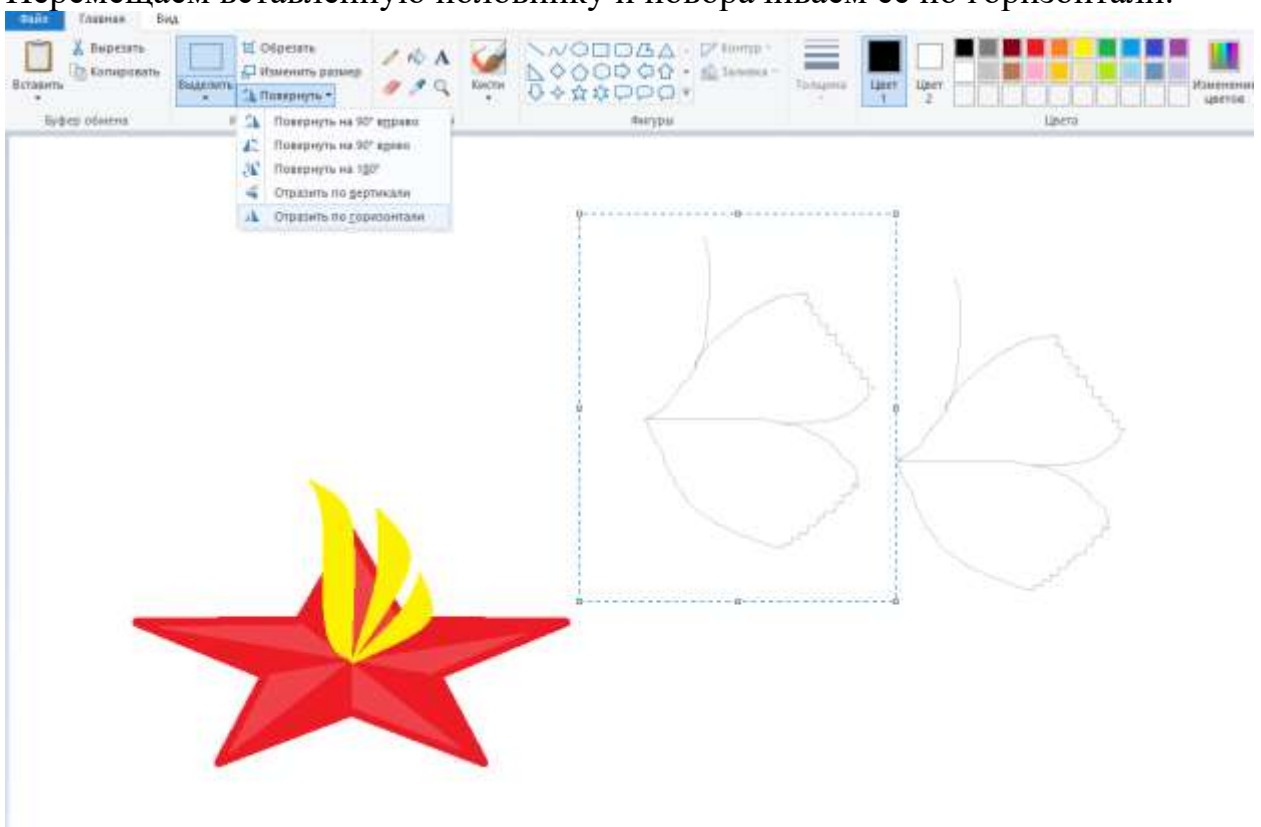 Перемещаем вставленную половинку и поворачиваем ее по горизонтали.
Файл Главная Вид
Вставить
Вырезать
Копировать
Буфер обмена
Выделить
Обрезать
Изменить размер
Повернуть
Кисти
Контур
Заливка
Фигуры
Толщина
Цвет 1
Цвет 2
Изменение цветов
Цвета
Повернуть на 90° вправо
Повернуть на 90° влево
Повернуть на 180°
Отразить по вертикали
Отразить по горизонтали